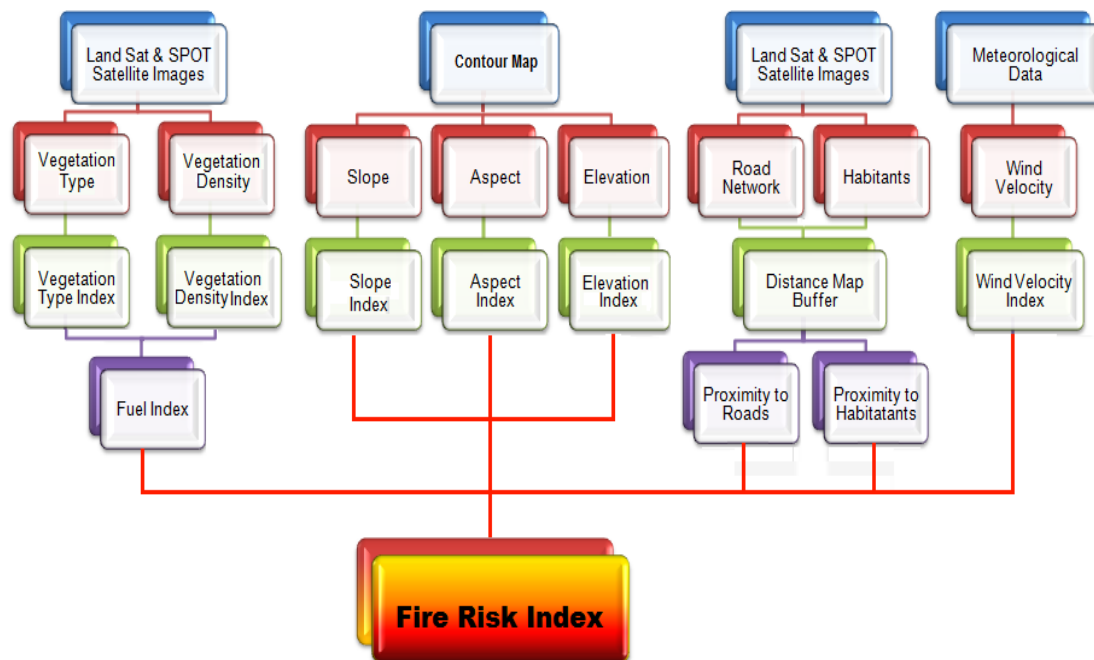 Land Sat & SPOT
Satellite Images
Contour Map
Land Sat & SPOT
Satellite Images
Meteorological
Data
Vegetation
Type
Vegetation
Density
Slope
Aspect
Elevation
Road
Network
Habitants
Wind
Velocity
Vegetation
Type Index
Vegetation
Density Index
Slope
Index
Aspect
Index
Elevation
Index
Distance Map
Buffer
Wind Velocity
Index
Fuel Index
Proximity to
Roads
Proximity to
Habitatants
Fire Risk Index